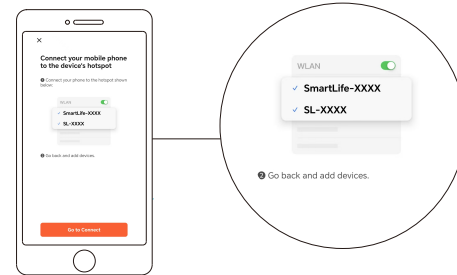 Connect your mobile phone
to the device's hotspot
❶ Connect your phone to the hotspot shown
below:
WLAN
✓ SmartLife-XXXX
✓ SL-XXXX
❷ Go back and add devices.
Go to Connect
WLAN
✓ SmartLife-XXXX
✓ SL-XXXX
❷ Go back and add devices.